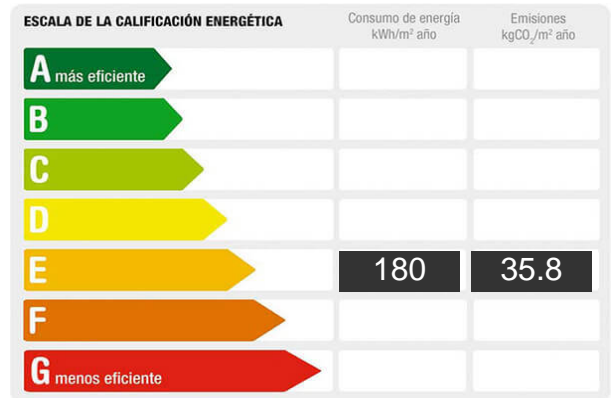 ESCALA DE LA CALIFICACIÓN ENERGÉTICA
Consumo de energía
kWh/m² año
Emisiones
kgCO₂/m² año
A más eficiente
B
C
D
E 180 35.8
F
G menos eficiente